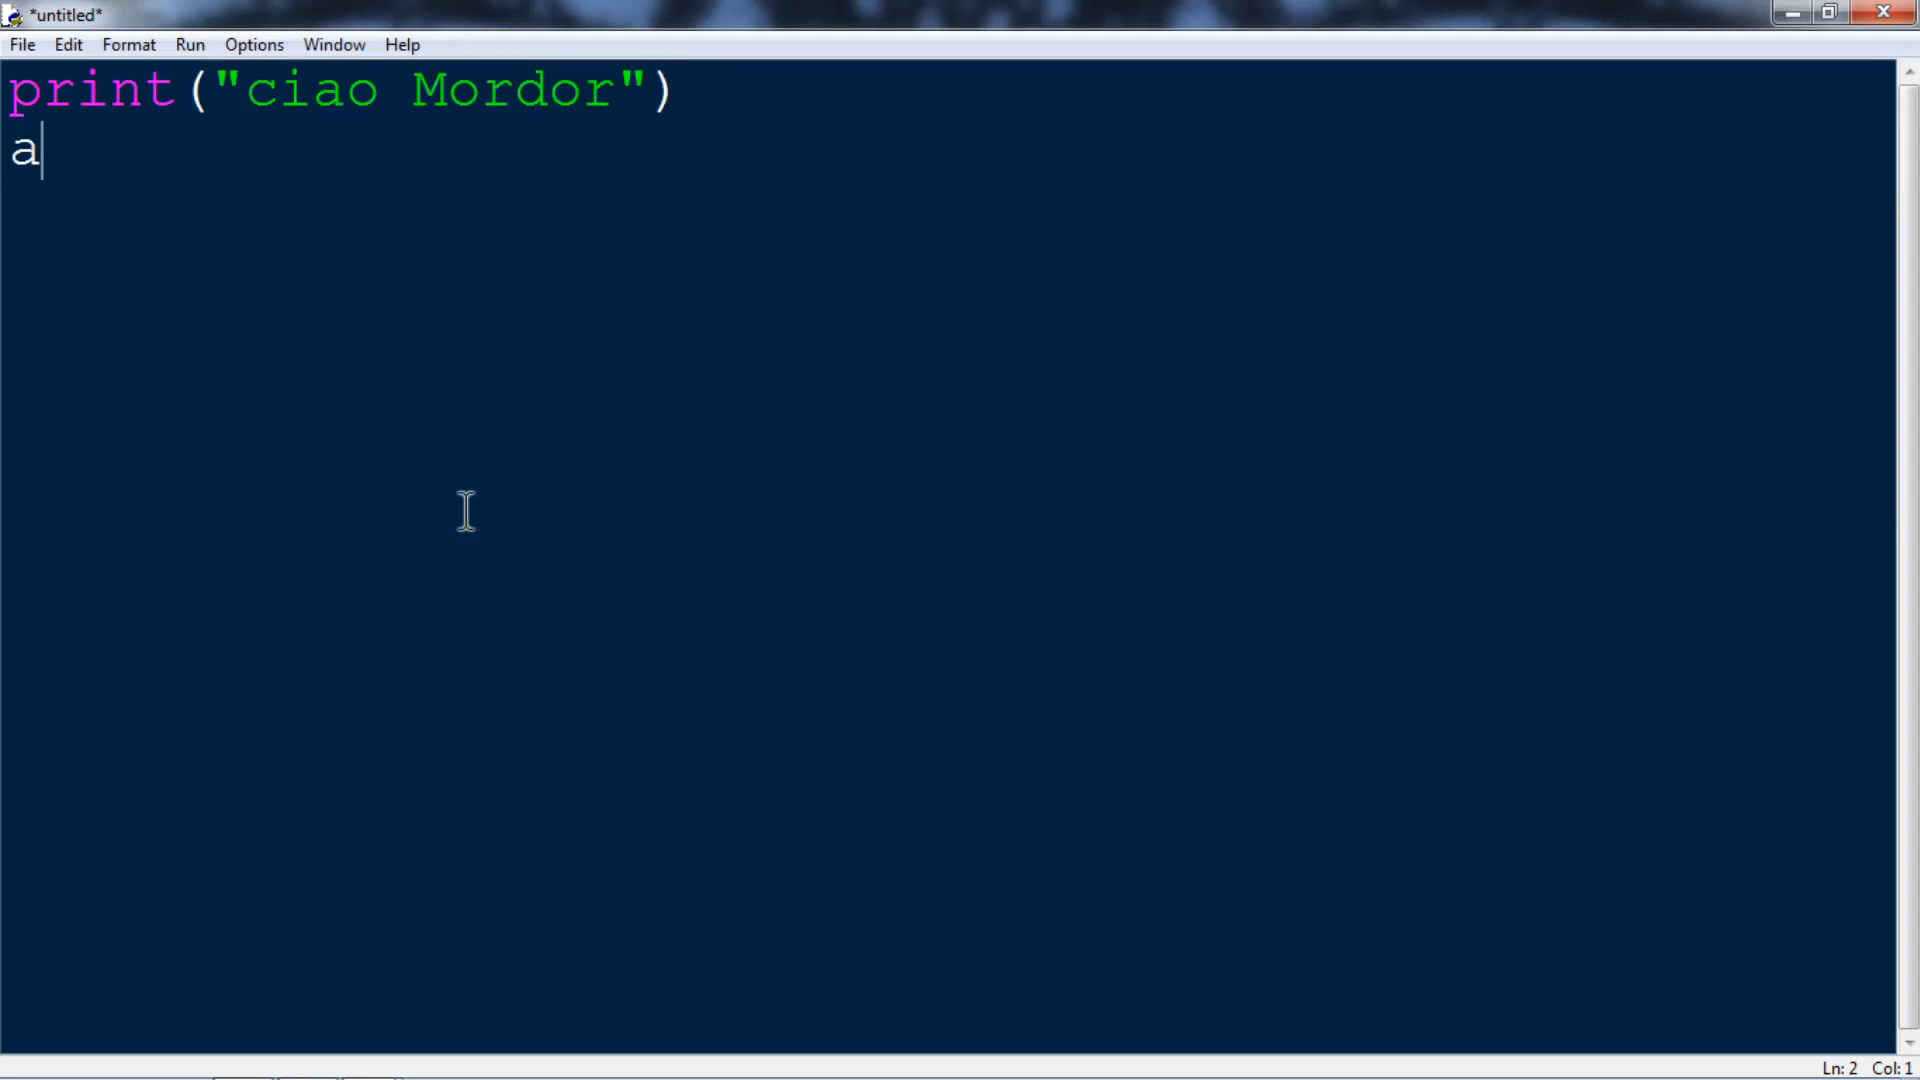 *untitled*
File Edit Format Run Options Window Help
print("ciao Mordor")
a
Ln: 2 Col: 1